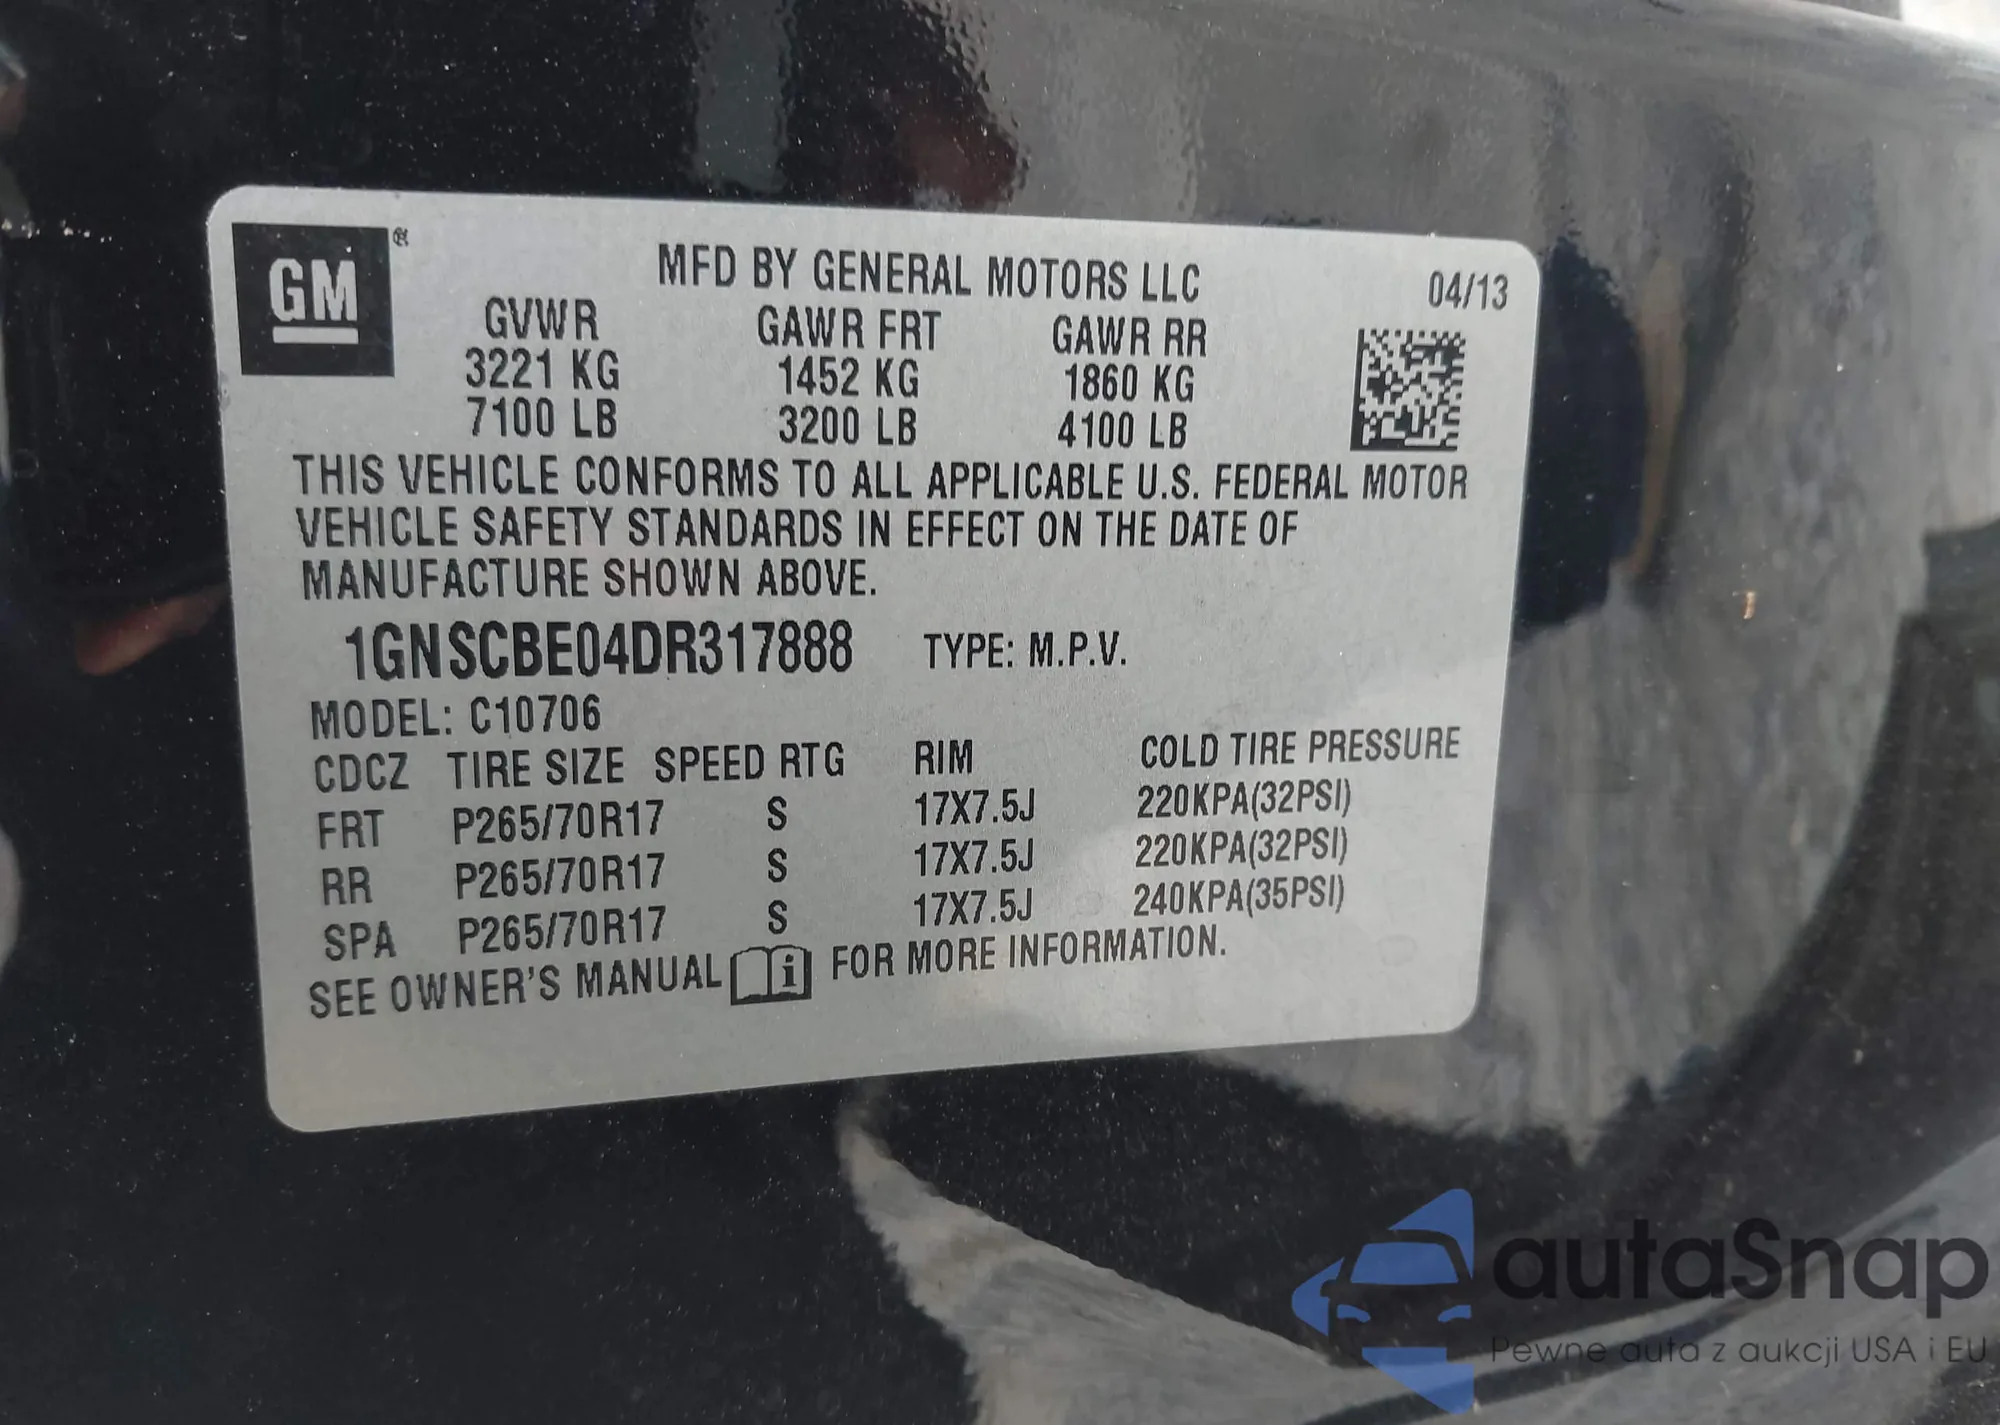 GM
MFD BY GENERAL MOTORS LLC 04/13
GVWR GAWR FRT GAWR RR
3221 KG 1452 KG 1860 KG
7100 LB 3200 LB 4100 LB
THIS VEHICLE CONFORMS TO ALL APPLICABLE U.S. FEDERAL MOTOR
VEHICLE SAFETY STANDARDS IN EFFECT ON THE DATE OF
MANUFACTURE SHOWN ABOVE.
1GNSCBE04DR317888 TYPE: M.P.V.
MODEL: C10706
CDCZ TIRE SIZE SPEED RTG RIM COLD TIRE PRESSURE
FRT P265/70R17 S 17X7.5J 220KPA(32PSI)
RR P265/70R17 S 17X7.5J 220KPA(32PSI)
SPA P265/70R17 S 17X7.5J 240KPA(35PSI)
SEE OWNER'S MANUAL i FOR MORE INFORMATION.
autaSnap
Pewne auta z aukcji USA i EU